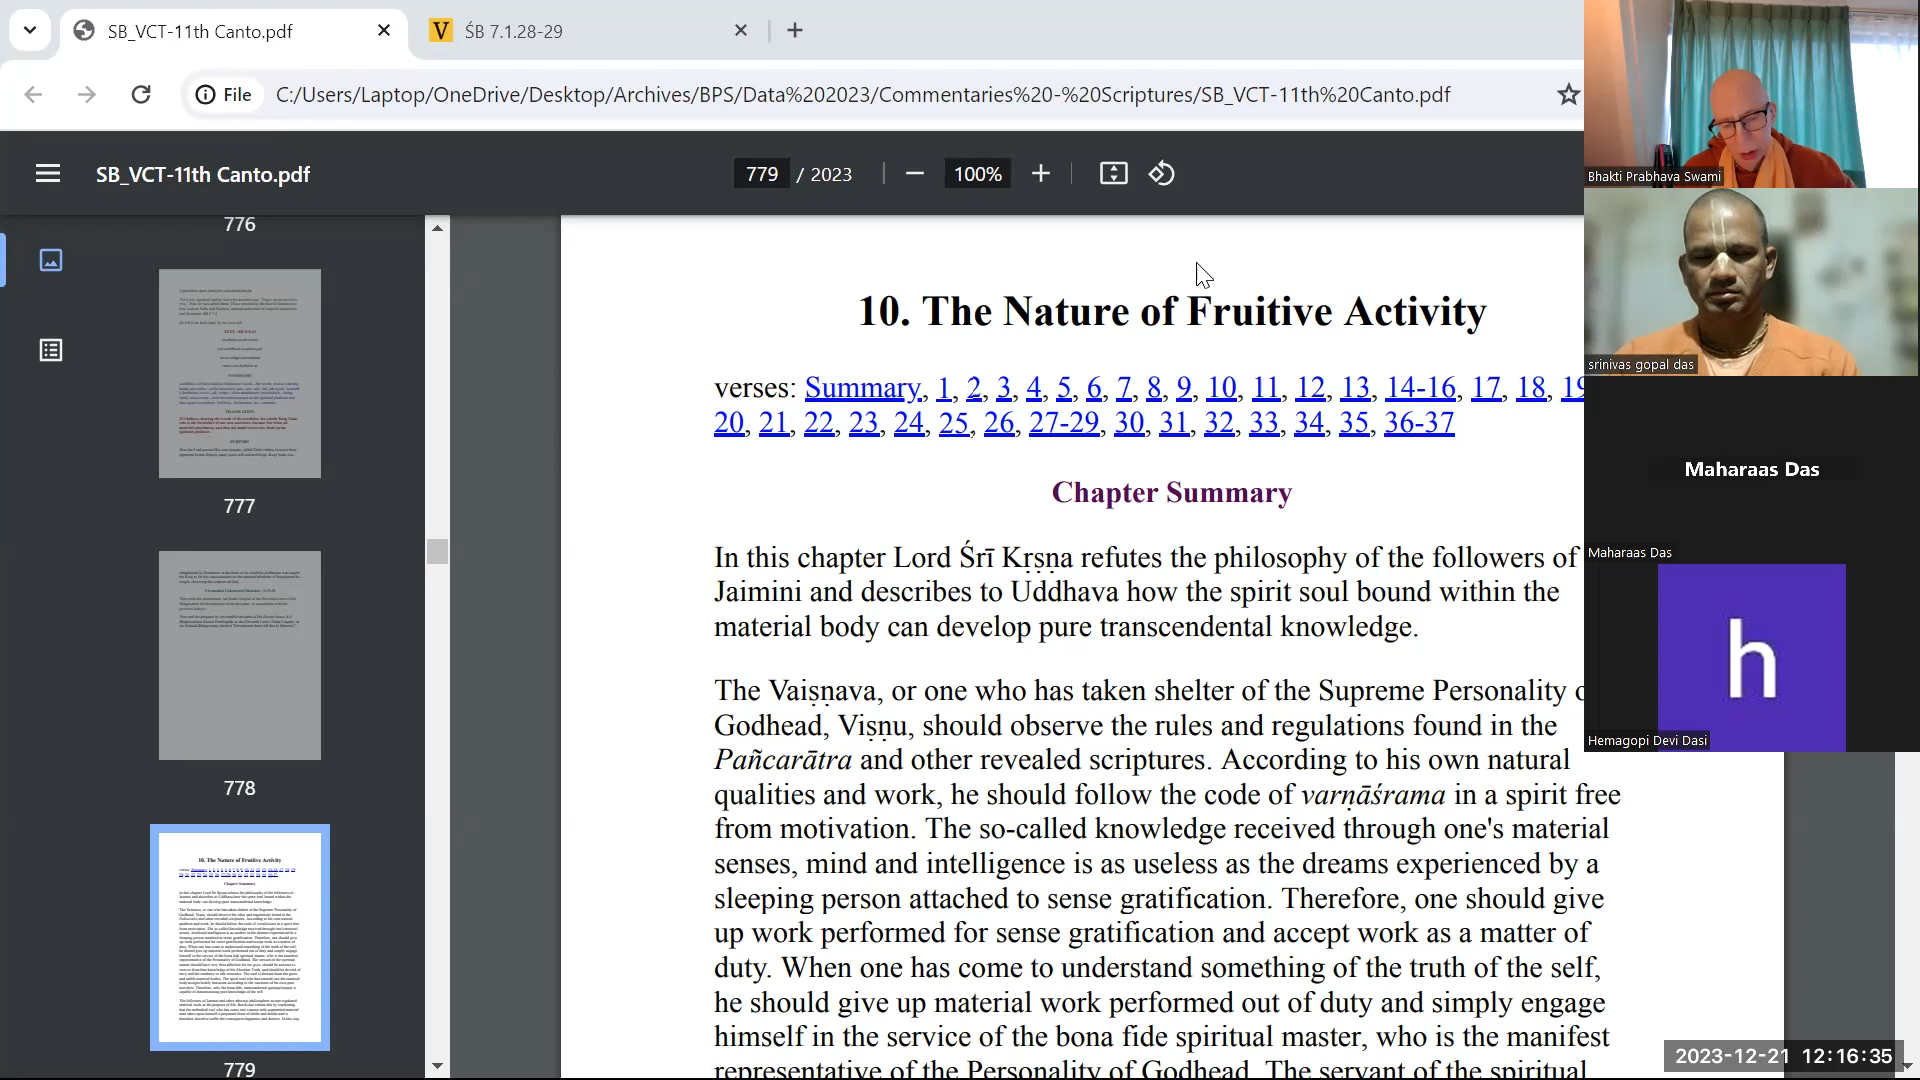 SB_VCT-11th Canto.pdf
ŚB 7.1.28-29
File
C:/Users/Laptop/OneDrive/Desktop/Archives/BPS/Data%202023/Commentaries%20-%20Scriptures/SB_VCT-11th%20Canto.pdf
SB_VCT-11th Canto.pdf
779 / 2023
100%
776
777
778
779
10. The Nature of Fruitive Activity
verses: Summary, 1, 2, 3, 4, 5, 6, 7, 8, 9, 10, 11, 12, 13, 14-16, 17, 18, 19
20, 21, 22, 23, 24, 25, 26, 27-29, 30, 31, 32, 33, 34, 35, 36-37
Chapter Summary
In this chapter Lord Śrī Kṛṣṇa refutes the philosophy of the followers of
Jaimini and describes to Uddhava how the spirit soul bound within the
material body can develop pure transcendental knowledge.
The Vaiṣṇava, or one who has taken shelter of the Supreme Personality o
Godhead, Viṣṇu, should observe the rules and regulations found in the
Pañcarātra and other revealed scriptures. According to his own natural
qualities and work, he should follow the code of varṇāśrama in a spirit free
from motivation. The so-called knowledge received through one's material
senses, mind and intelligence is as useless as the dreams experienced by a
sleeping person attached to sense gratification. Therefore, one should give
up work performed for sense gratification and accept work as a matter of
duty. When one has come to understand something of the truth of the self,
he should give up material work performed out of duty and simply engage
himself in the service of the bona fide spiritual master, who is the manifest
representative of the Personality of Godhead. The servant of the spiritual
Bhakti Prabhava Swami
srinivas gopal das
Maharaas Das
Maharaas Das
h
Hemagopi Devi Dasi
2023-12-21 12:16:35